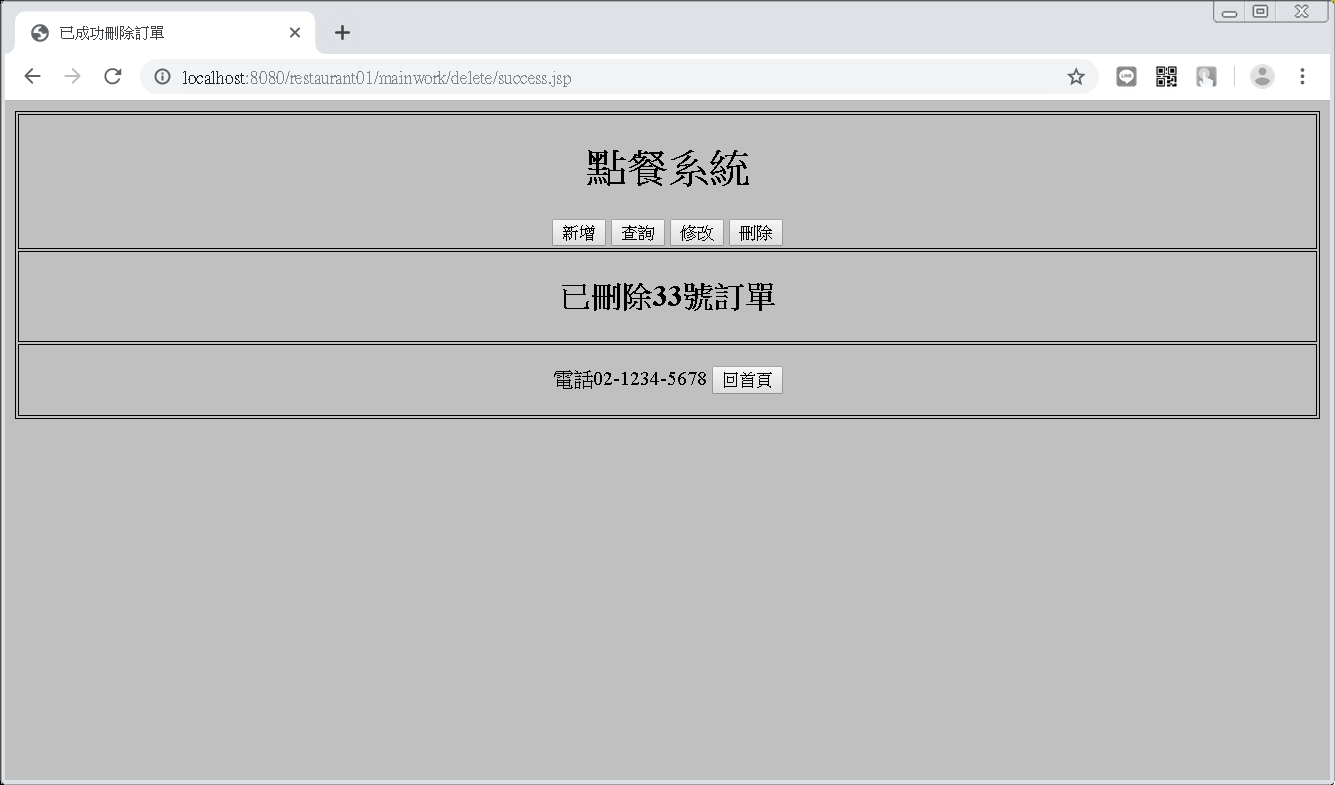 已成功刪除訂單
localhost:8080/restaurant01/mainwork/delete/success.jsp
點餐系統
新增 查詢 修改 刪除
已刪除33號訂單
電話02-1234-5678 回首頁